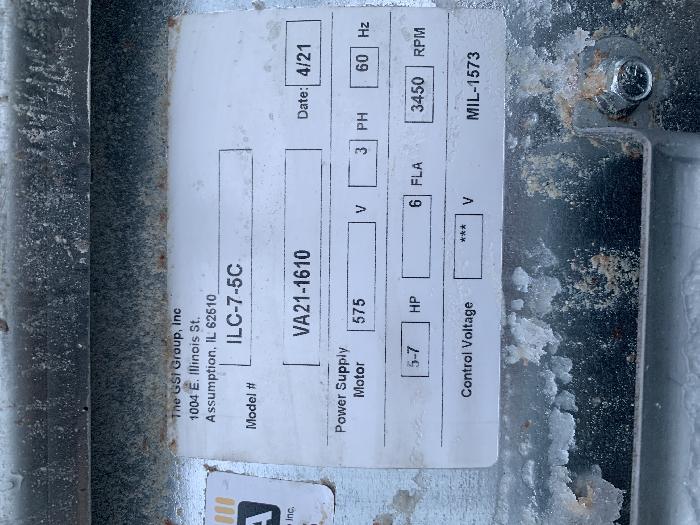 The GSI Group, Inc
1004 E. Illinois St.
Assumption, IL 62510
Model # ILC-7-5C
VA21-1610 Date: 4/21
Power Supply
Motor 575 V 3 PH 60 Hz
5-7 HP 6 FLA 3450 RPM
Control Voltage *** V MIL-1573
A
Inc.